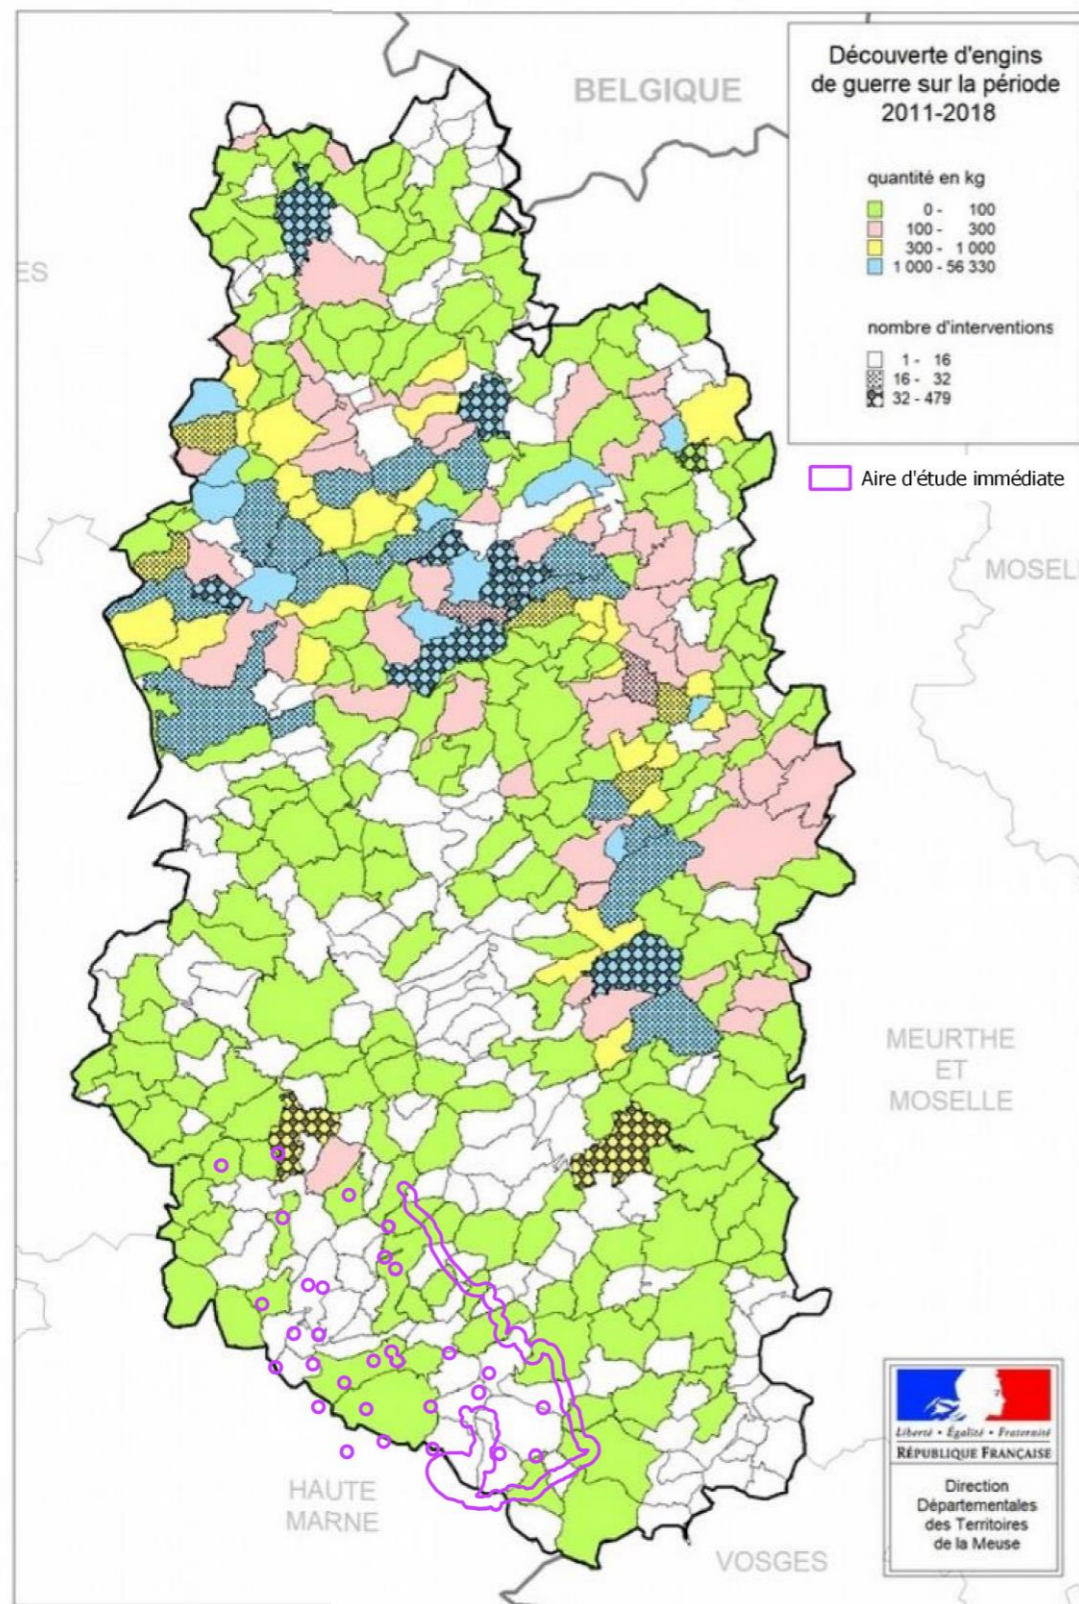 BELGIQUE
Découverte d'engins
de guerre sur la période
2011-2018
quantité en kg
0 - 100
100 - 300
300 - 1 000
1 000 - 56 330
nombre d'interventions
1 - 16
16 - 32
32 - 479
Aire d'étude immédiate
ES
MOSEL
MEURTHE
ET
MOSELLE
HAUTE
MARNE
VOSGES
Liberté • Égalité • Fraternité
RÉPUBLIQUE FRANÇAISE
Direction
Départementales
des Territoires
de la Meuse